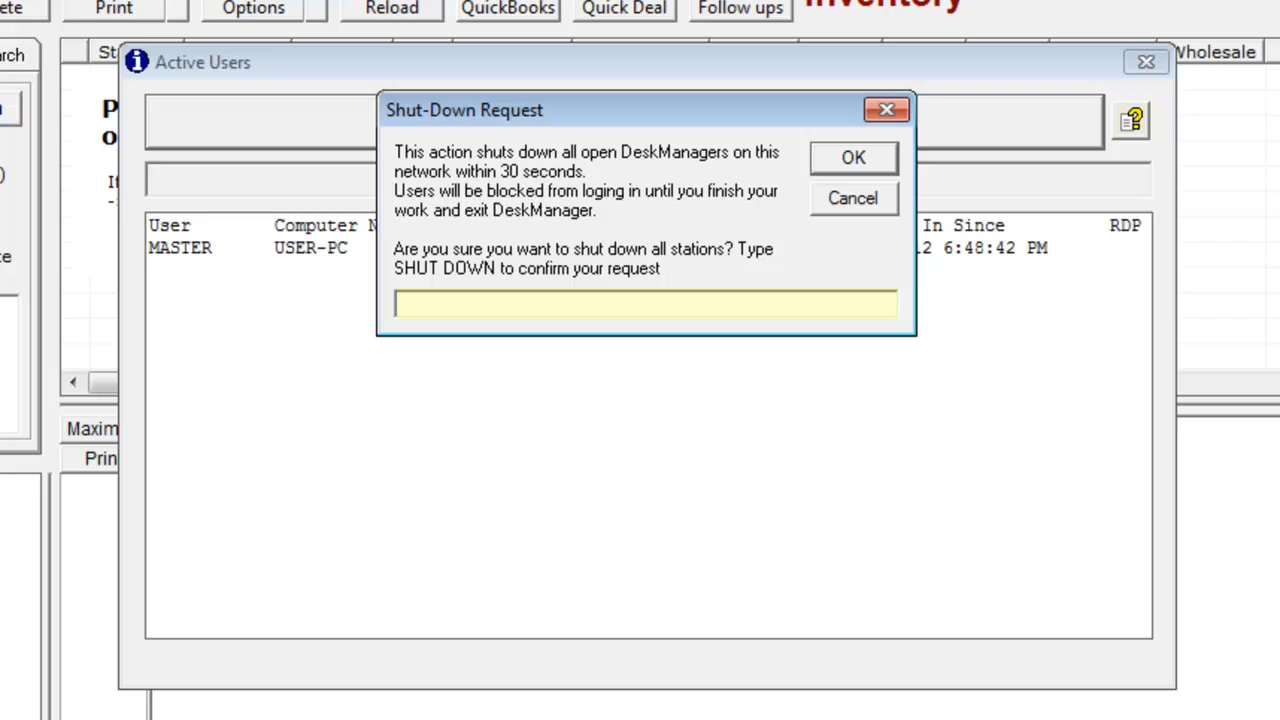 Print
Options
Reload
QuickBooks
Quick Deal
Follow ups
Active Users
Wholesale
Shut-Down Request
This action shuts down all open DeskManagers on this
network within 30 seconds.
Users will be blocked from loging in until you finish your
work and exit DeskManager.
Are you sure you want to shut down all stations? Type
SHUT DOWN to confirm your request
OK
Cancel
User Computer N In Since RDP
MASTER USER-PC 12 6:48:42 PM
Maxim
Prin